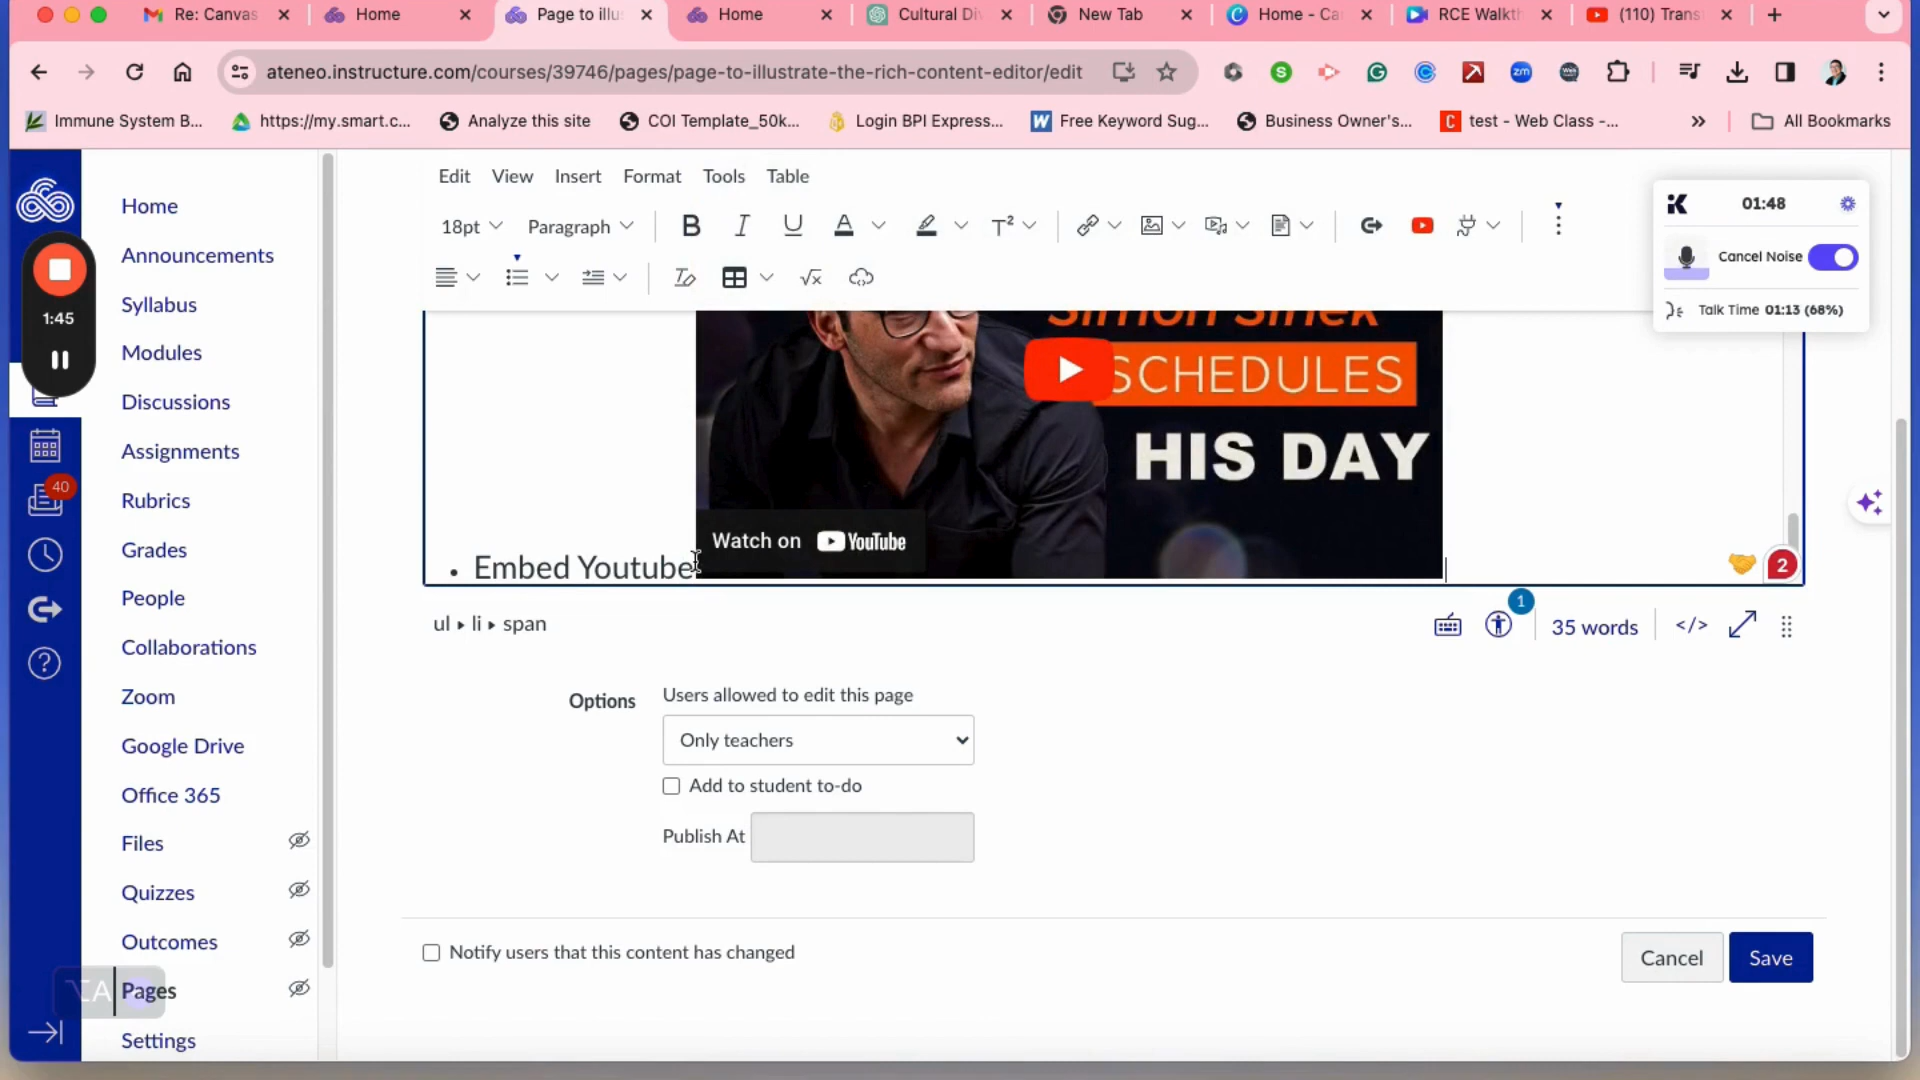 Re: Canvas
Home
Page to illu
Home
Cultural Di
New Tab
Home - Ca
RCE Walkth
(110) Trans
ateneo.instructure.com/courses/39746/pages/page-to-illustrate-the-rich-content-editor/edit
Immune System B...
https://my.smart.c...
Analyze this site
COI Template_50k...
Login BPI Express...
Free Keyword Sug...
Business Owner's...
test - Web Class -...
»
All Bookmarks
Edit
View
Insert
Format
Tools
Table
01:48
Cancel Noise
Talk Time 01:13 (68%)
18pt
Paragraph
B
I
U
A
T²
√x
1:45
40
Home
Announcements
Syllabus
Modules
Discussions
Assignments
Rubrics
Grades
People
Collaborations
Zoom
Google Drive
Office 365
Files
Quizzes
Outcomes
⌥A
Pages
Settings
Simon Sinek
SCHEDULES
HIS DAY
Watch on YouTube
• Embed Youtube
2
ul ▸ li ▸ span
1
35 words
</>
Options
Users allowed to edit this page
Only teachers
Add to student to-do
Publish At
Notify users that this content has changed
Cancel
Save